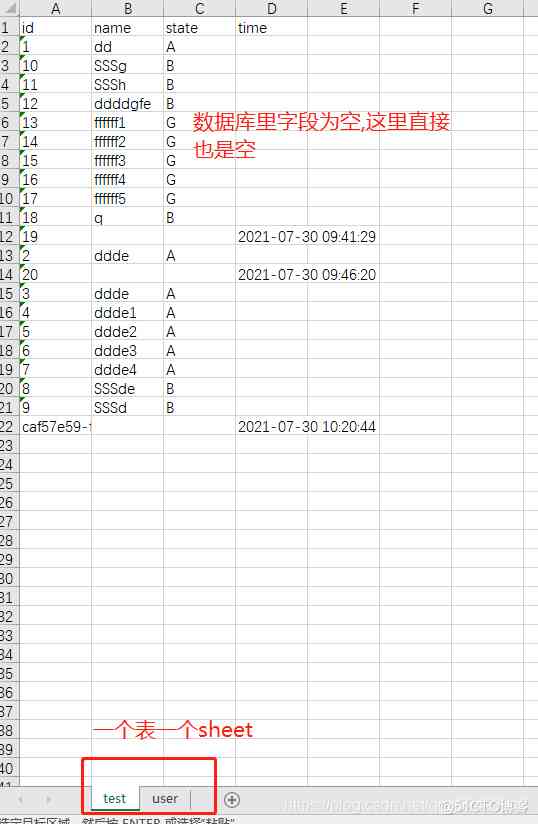 A B C D E F G
1 id name state time
2 1 dd A
3 10 SSSg B
4 11 SSSh B
5 12 ddddgfe B
6 13 ffffff1 G 数据库里字段为空,这里直接
7 14 ffffff2 G
也是空
8 15 ffffff3 G
9 16 ffffff4 G
10 17 ffffff5 G
11 18 q B
12 19 2021-07-30 09:41:29
13 2 ddde A
14 20 2021-07-30 09:46:20
15 3 ddde A
16 4 ddde1 A
17 5 ddde2 A
18 6 ddde3 A
19 7 ddde4 A
20 8 SSSde B
21 9 SSSd B
22 caf57e59- 2021-07-30 10:20:44
23
24
25
26
27
28
29
30
31
32
33
34
35
36
37
38 一个表一个sheet
39
40
41
test user
https://blog.csdn.net/ @51CTO博客
选定目标区域，然后按 ENTER 或选择"粘贴"